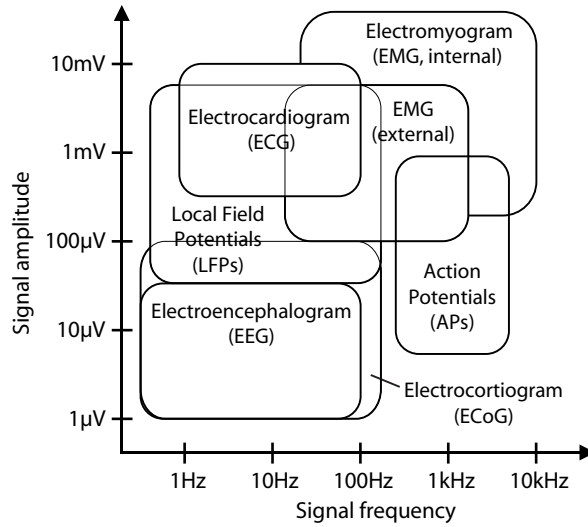 Electromyogram
(EMG, internal)
10mV
Electrocardiogram
(ECG)
EMG
(external)
1mV
Signal amplitude
Local Field
Potentials
(LFPs)
100µV
Action
Potentials
(APs)
Electroencephalogram
(EEG)
10µV
Electrocortiogram
(ECoG)
1µV
1Hz
10Hz
100Hz
1kHz
10kHz
Signal frequency